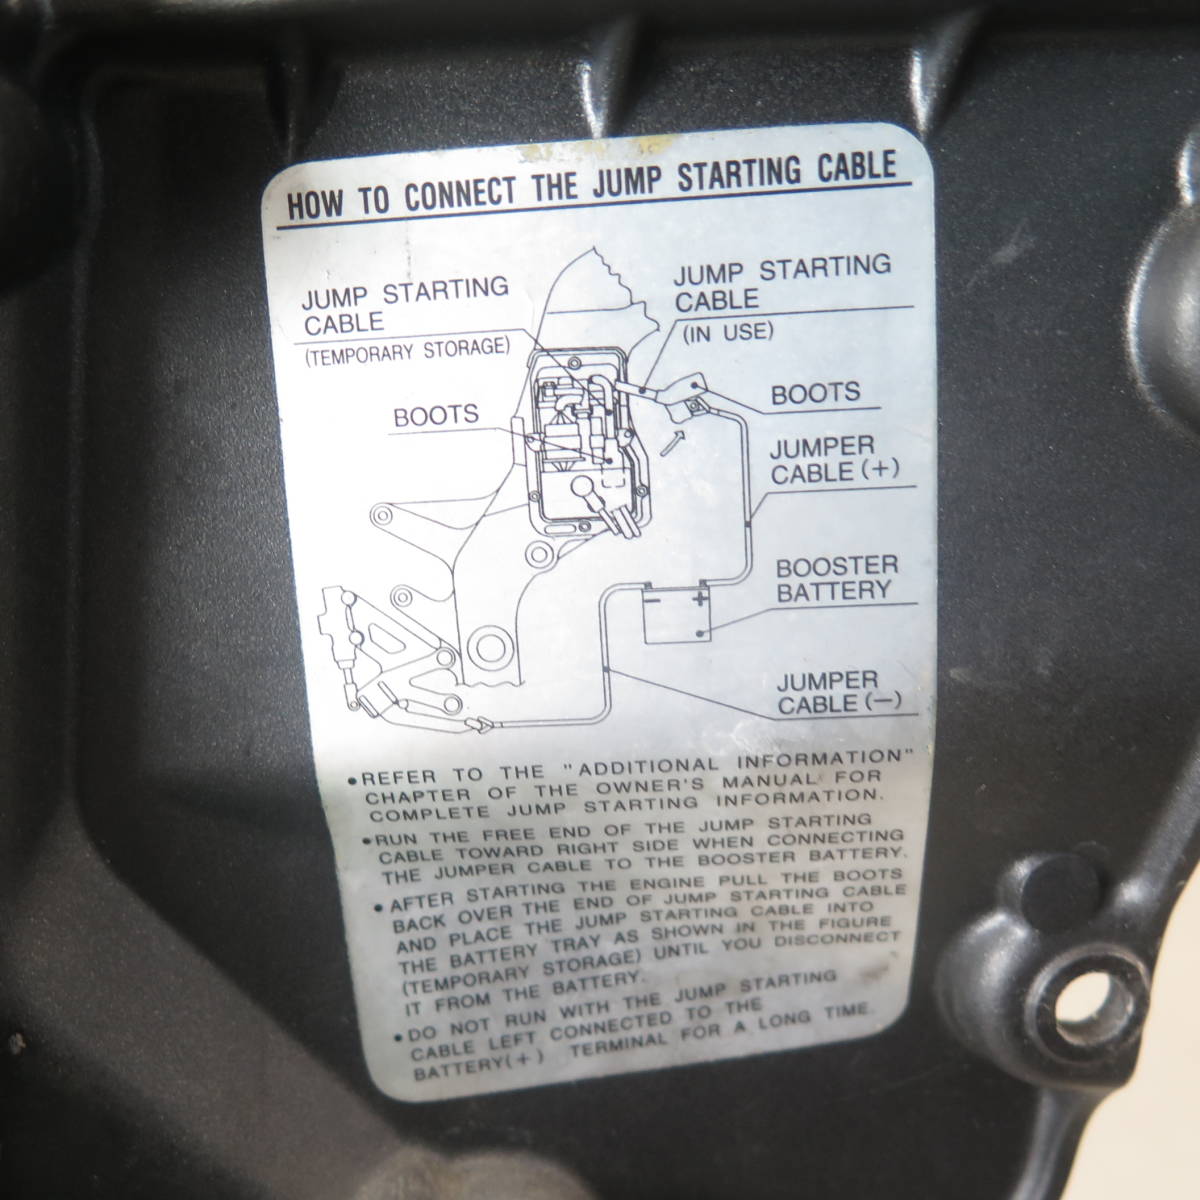 HOW TO CONNECT THE JUMP STARTING CABLE
JUMP STARTING
CABLE
(TEMPORARY STORAGE)
BOOTS
JUMP STARTING
CABLE
(IN USE)
BOOTS
JUMPER
CABLE (+)
BOOSTER
BATTERY
− +
JUMPER
CABLE (−)
•REFER TO THE "ADDITIONAL INFORMATION"
CHAPTER OF THE OWNER'S MANUAL FOR
COMPLETE JUMP STARTING INFORMATION.
•RUN THE FREE END OF THE JUMP STARTING
CABLE TOWARD RIGHT SIDE WHEN CONNECTING
THE JUMPER CABLE TO THE BOOSTER BATTERY.
•AFTER STARTING THE ENGINE PULL THE BOOTS
BACK OVER THE END OF JUMP STARTING CABLE
AND PLACE THE JUMP STARTING CABLE INTO
THE BATTERY TRAY AS SHOWN IN THE FIGURE
(TEMPORARY STORAGE) UNTIL YOU DISCONNECT
IT FROM THE BATTERY.
•DO NOT RUN WITH THE JUMP STARTING
CABLE LEFT CONNECTED TO THE
BATTERY(+) TERMINAL FOR A LONG TIME.